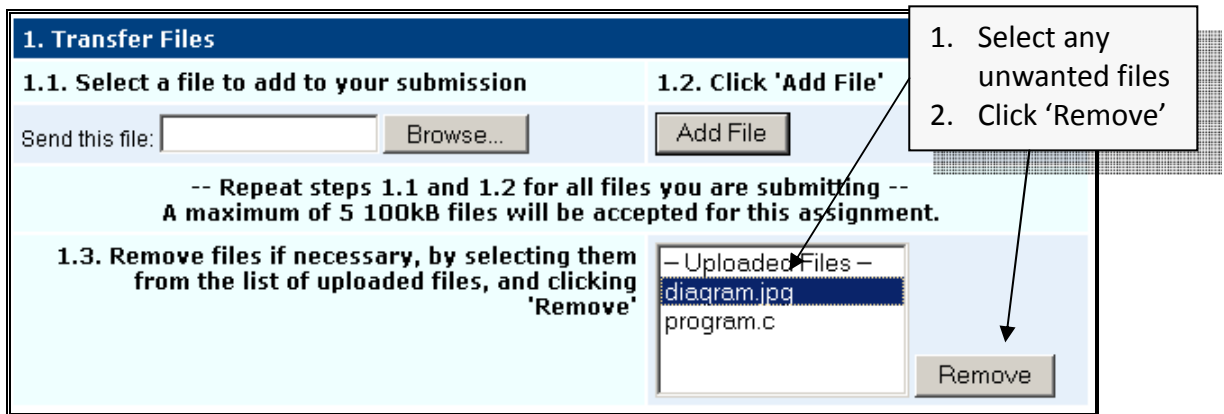 1. Transfer Files
1.1. Select a file to add to your submission
1.2. Click 'Add File'
Send this file:
Browse...
Add File
-- Repeat steps 1.1 and 1.2 for all files you are submitting --
A maximum of 5 100kB files will be accepted for this assignment.
1.3. Remove files if necessary, by selecting them
from the list of uploaded files, and clicking
'Remove'
– Uploaded Files –
diagram.jpg
program.c
Remove
1. Select any
unwanted files
2. Click ‘Remove’